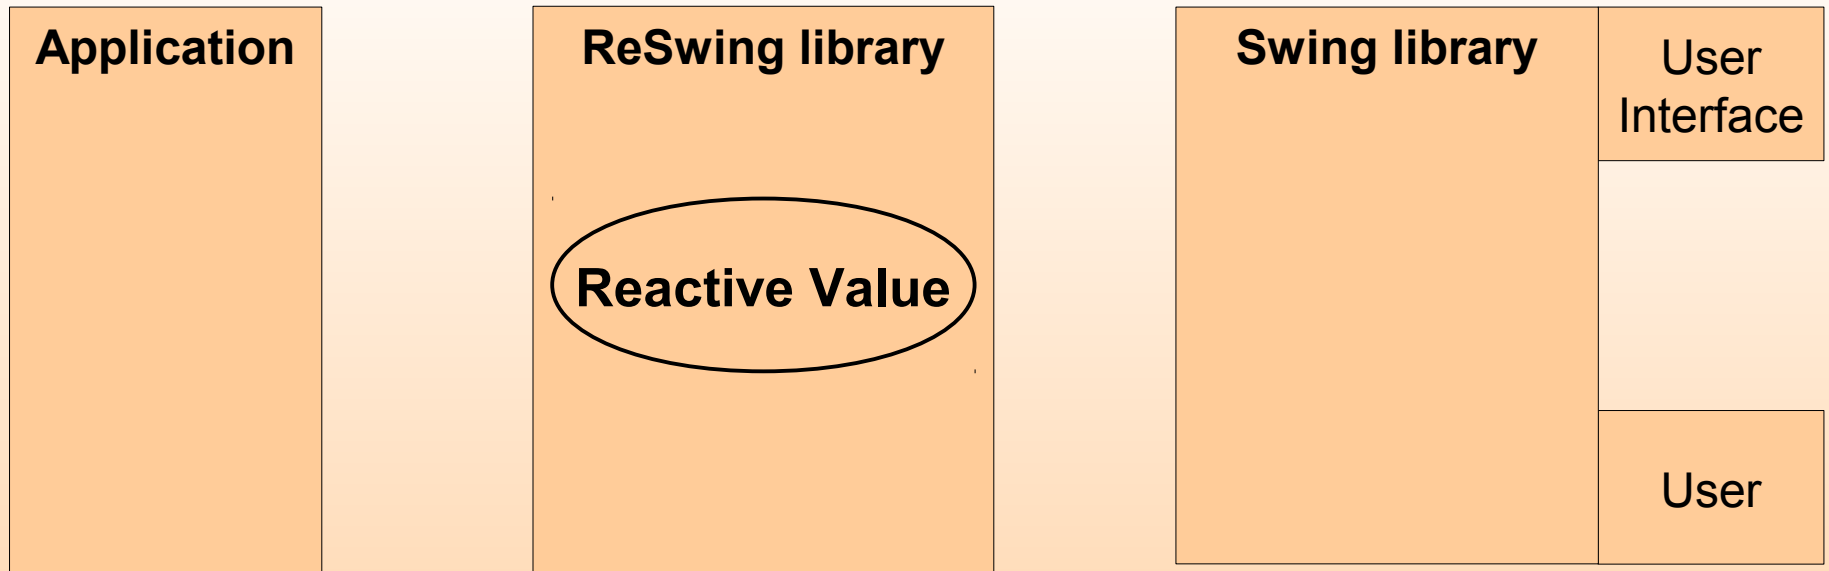 Application
ReSwing library
Swing library
User
Interface
Reactive Value
User